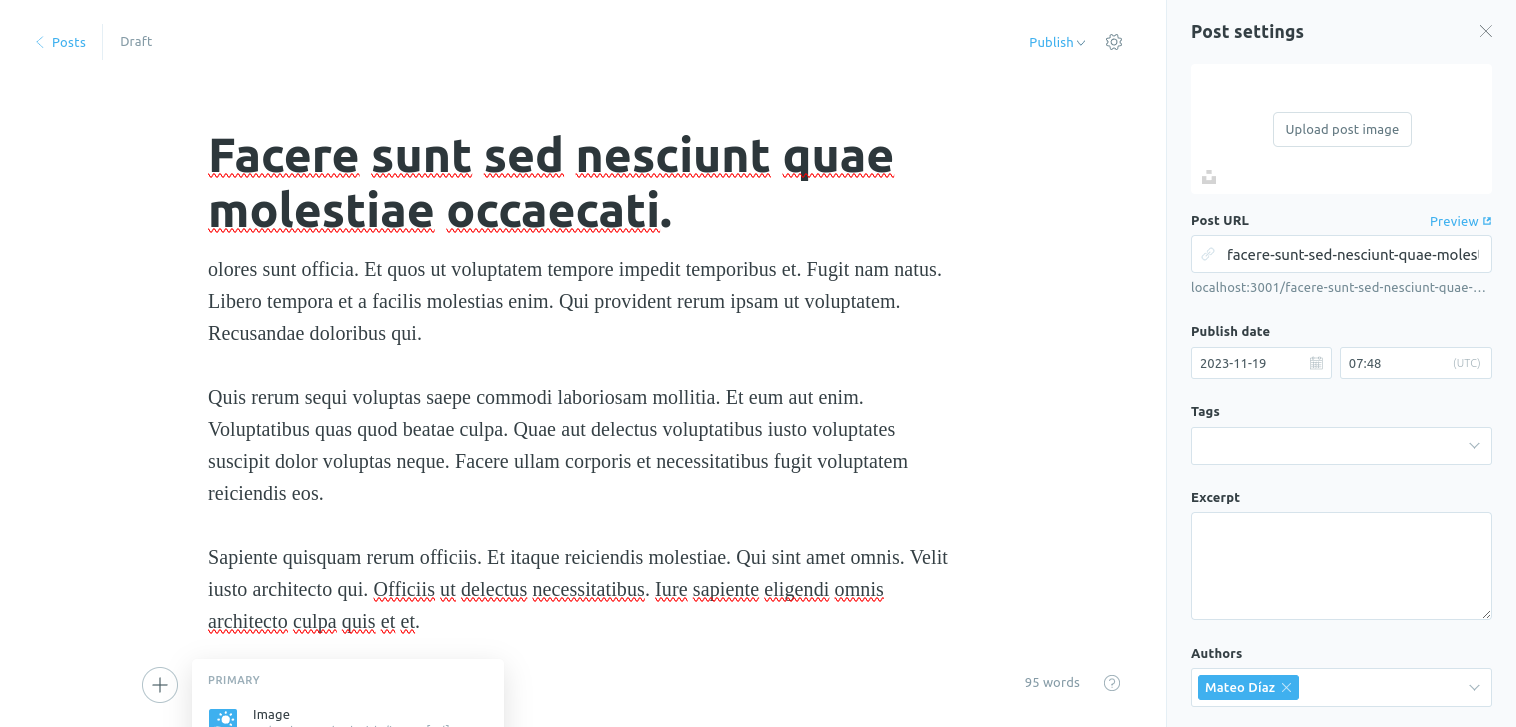 Posts
Draft
Publish
Facere sunt sed nesciunt quae
molestiae occaecati.
olores sunt officia. Et quos ut voluptatem tempore impedit temporibus et. Fugit nam natus.
Libero tempora et a facilis molestias enim. Qui provident rerum ipsam ut voluptatem.
Recusandae doloribus qui.
Quis rerum sequi voluptas saepe commodi laboriosam mollitia. Et eum aut enim.
Voluptatibus quas quod beatae culpa. Quae aut delectus voluptatibus iusto voluptates
suscipit dolor voluptas neque. Facere ullam corporis et necessitatibus fugit voluptatem
reiciendis eos.
Sapiente quisquam rerum officiis. Et itaque reiciendis molestiae. Qui sint amet omnis. Velit
iusto architecto qui. Officiis ut delectus necessitatibus. Iure sapiente eligendi omnis
architecto culpa quis et et.
PRIMARY
Image
95 words
Post settings
Upload post image
Post URL
Preview
facere-sunt-sed-nesciunt-quae-molest
localhost:3001/facere-sunt-sed-nesciunt-quae-...
Publish date
2023-11-19
07:48
(UTC)
Tags
Excerpt
Authors
Mateo Díaz